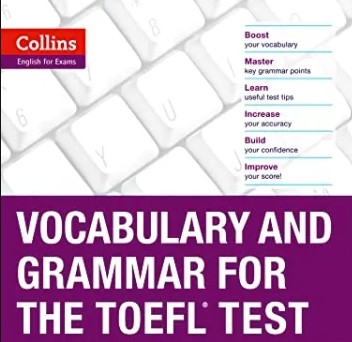 Collins
English for Exams
Boost
your vocabulary
Master
key grammar points
Learn
useful test tips
Increase
your accuracy
Build
your confidence
Improve
your score!
6
Y
U
J
VOCABULARY AND
GRAMMAR FOR
THE TOEFL® TEST